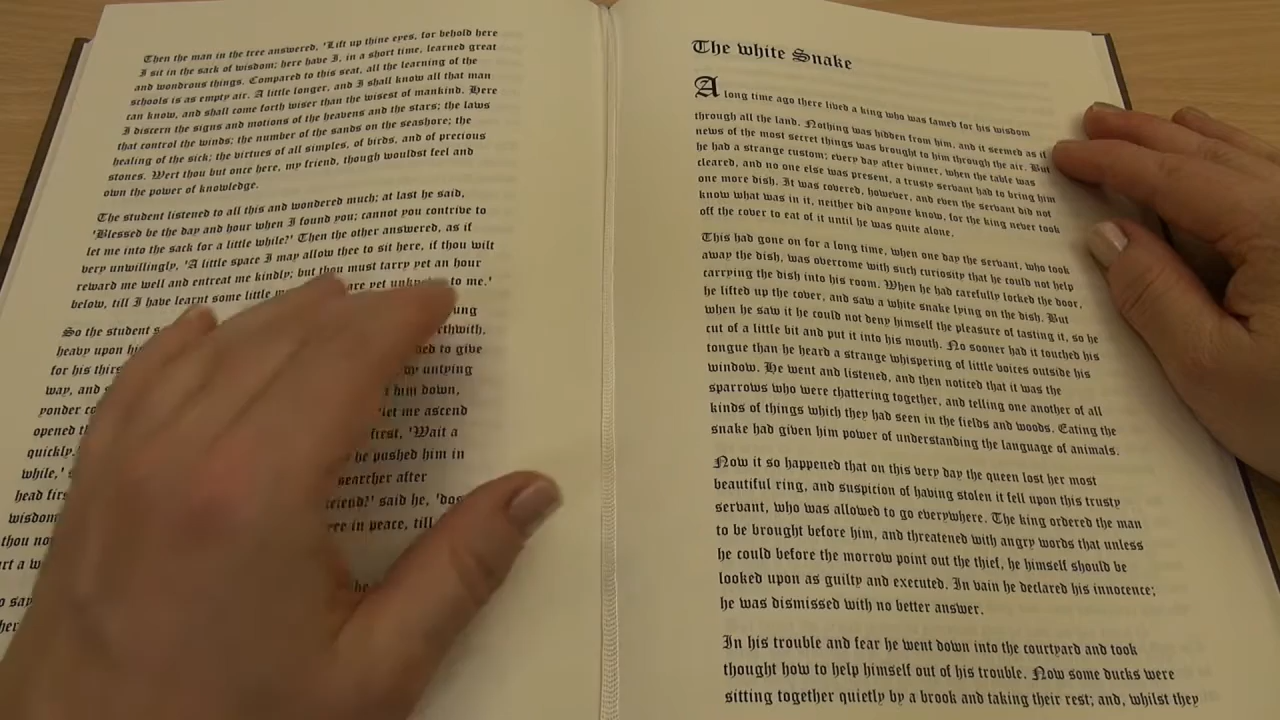 Then the man in the tree answered, 'Lift up thine eyes, for behold here
I sit in the sack of wisdom; here have I, in a short time, learned great
and wondrous things. Compared to this seat, all the learning of the
schools is as empty air. A little longer, and I shall know all that man
can know, and shall come forth wiser than the wisest of mankind. Here
I discern the signs and motions of the heavens and the stars; the laws
that control the winds; the number of the sands on the seashore; the
healing of the sick; the virtues of all simples, of birds, and of precious
stones. Wert thou but once here, my friend, though wouldst feel and
own the power of knowledge.
The student listened to all this and wondered much; at last he said,
'Blessed be the day and hour when I found you; cannot you contrive to
let me into the sack for a little while?' Then the other answered, as if
very unwillingly, 'A little space I may allow thee to sit here, if thou wilt
reward me well and entreat me kindly; but thou must tarry yet an hour
below, till I have learnt some little are yet to me.'
So the student
heavy upon
for his to give
way, and by untying
yonder him down,
opened let me ascend
quickly.' first, 'Wait a
while,' he pushed him in
head searcher after
said he,
thou in peace, till
The white Snake
A long time ago there lived a king who was famed for his wisdom
through all the land. Nothing was hidden from him, and it seemed as if
news of the most secret things was brought to him through the air. But
he had a strange custom; every day after dinner, when the table was
cleared, and no one else was present, a trusty servant had to bring him
one more dish. It was covered, however, and even the servant did not
know what was in it, neither did anyone know, for the king never took
off the cover to eat of it until he was quite alone.
This had gone on for a long time, when one day the servant, who took
away the dish, was overcome with such curiosity that he could not help
carrying the dish into his room. When he had carefully locked the door,
he lifted up the cover, and saw a white snake lying on the dish. But
when he saw it he could not deny himself the pleasure of tasting it, so he
cut of a little bit and put it into his mouth. No sooner had it touched his
tongue than he heard a strange whispering of little voices outside his
window. He went and listened, and then noticed that it was the
sparrows who were chattering together, and telling one another of all
kinds of things which they had seen in the fields and woods. Eating the
snake had given him power of understanding the language of animals.
Now it so happened that on this very day the queen lost her most
beautiful ring, and suspicion of having stolen it fell upon this trusty
servant, who was allowed to go everywhere. The king ordered the man
to be brought before him, and threatened with angry words that unless
he could before the morrow point out the thief, he himself should be
looked upon as guilty and executed. In vain he declared his innocence;
he was dismissed with no better answer.
In his trouble and fear he went down into the courtyard and took
thought how to help himself out of his trouble. Now some ducks were
sitting together quietly by a brook and taking their rest; and, whilst they